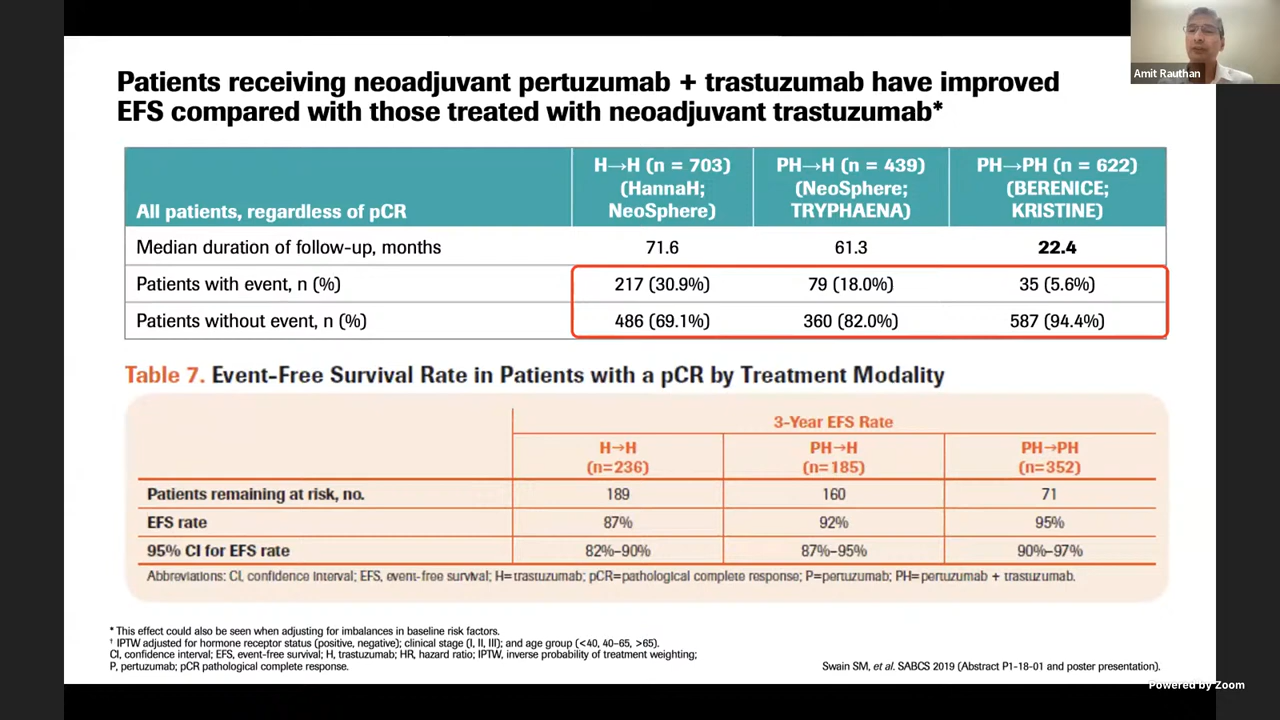 Amit Rauthan
Patients receiving neoadjuvant pertuzumab + trastuzumab have improved
EFS compared with those treated with neoadjuvant trastuzumab*
All patients, regardless of pCR
H→H (n = 703)
(HannaH;
NeoSphere)
PH→H (n = 439)
(NeoSphere;
TRYPHAENA)
PH→PH (n = 622)
(BERENICE;
KRISTINE)
Median duration of follow-up, months 71.6 61.3 22.4
Patients with event, n (%) 217 (30.9%) 79 (18.0%) 35 (5.6%)
Patients without event, n (%) 486 (69.1%) 360 (82.0%) 587 (94.4%)
Table 7. Event-Free Survival Rate in Patients with a pCR by Treatment Modality
3-Year EFS Rate
H→H
(n=236)
PH→H
(n=185)
PH→PH
(n=352)
Patients remaining at risk, no. 189 160 71
EFS rate 87% 92% 95%
95% CI for EFS rate 82%–90% 87%–95% 90%–97%
Abbreviations: CI, confidence interval; EFS, event-free survival; H=trastuzumab; pCR=pathological complete response; P=pertuzumab; PH=pertuzumab + trastuzumab.
* This effect could also be seen when adjusting for imbalances in baseline risk factors.
† IPTW adjusted for hormone receptor status (positive, negative); clinical stage (I, II, III); and age group (<40, 40–65, >65).
CI, confidence interval; EFS, event-free survival; H, trastuzumab; HR, hazard ratio; IPTW, inverse probability of treatment weighting;
P, pertuzumab; pCR pathological complete response.
Swain SM, et al. SABCS 2019 (Abstract P1-18-01 and poster presentation).
Powered by Zoom